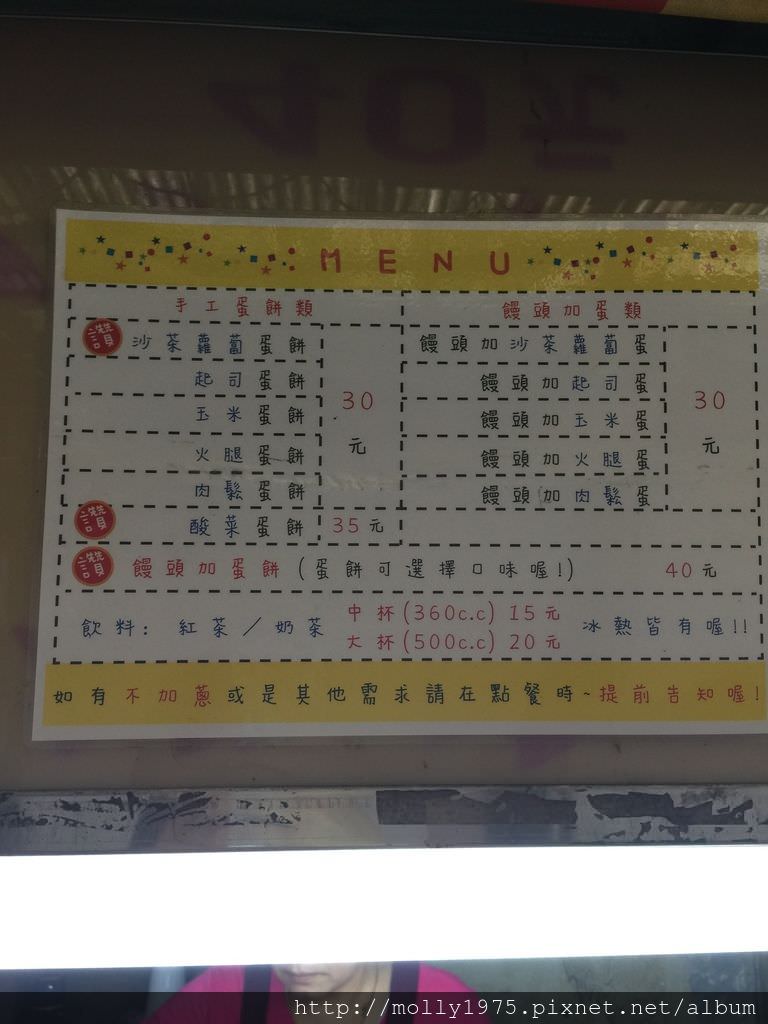 40元
MENU
手工蛋餅類
饅頭加蛋類
讚 沙茶蘿蔔蛋餅
起司蛋餅
玉米蛋餅
火腿蛋餅
肉鬆蛋餅
30
元
讚 酸菜蛋餅 35元
饅頭加沙茶蘿蔔蛋
饅頭加起司蛋
饅頭加玉米蛋
饅頭加火腿蛋
饅頭加肉鬆蛋
30
元
讚 饅頭加蛋餅(蛋餅可選擇口味喔!) 40元
飲料: 紅茶/奶茶 中杯(360c.c) 15元
大杯(500c.c) 20元 冰熱皆有喔!!
如有不加蔥或是其他需求請在點餐時~提前告知喔!
http://molly1975.pixnet.net/album